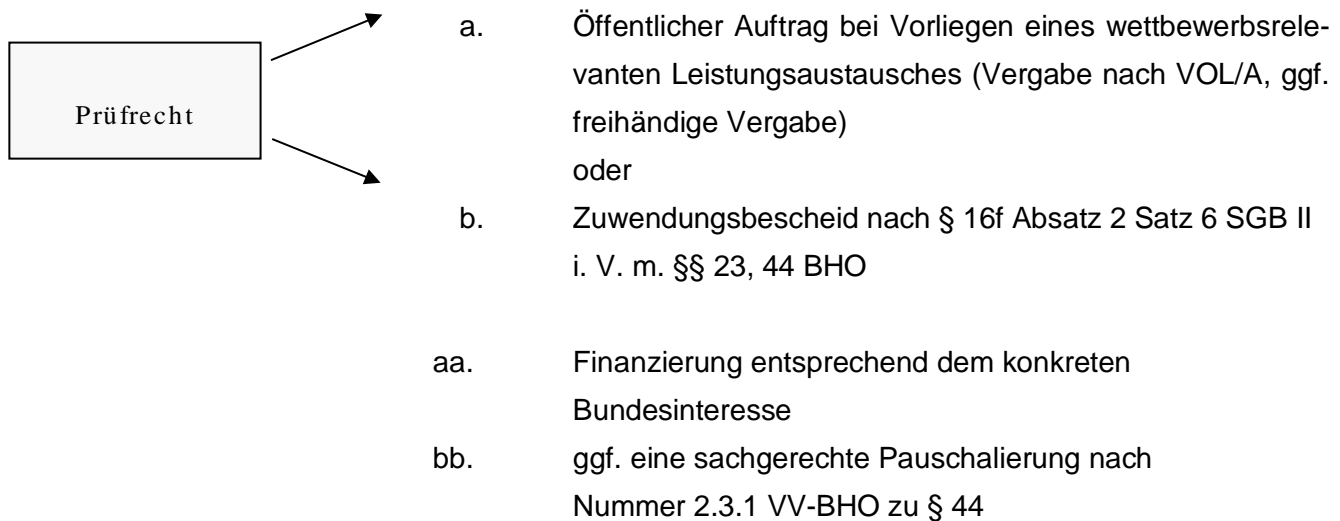 Prüfrecht
a. Öffentlicher Auftrag bei Vorliegen eines wettbewerbsrele-
vanten Leistungsaustausches (Vergabe nach VOL/A, ggf.
freihändige Vergabe)
oder
b. Zuwendungsbescheid nach § 16f Absatz 2 Satz 6 SGB II
i. V. m. §§ 23, 44 BHO
aa. Finanzierung entsprechend dem konkreten
Bundesinteresse
bb. ggf. eine sachgerechte Pauschalierung nach
Nummer 2.3.1 VV-BHO zu § 44